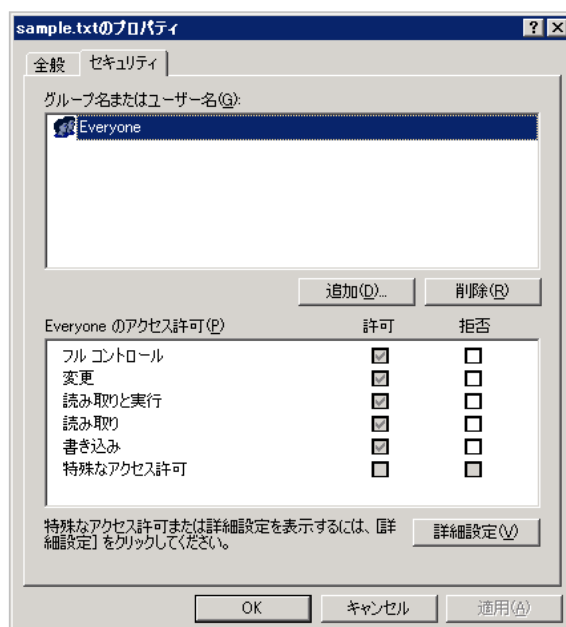 sample.txtのプロパティ
全般 セキュリティ
グループ名またはユーザー名(G):
Everyone
追加(D)... 削除(R)
Everyone のアクセス許可(P) 許可 拒否
フル コントロール
変更
読み取りと実行
読み取り
書き込み
特殊なアクセス許可
特殊なアクセス許可または詳細設定を表示するには、[詳
細設定] をクリックしてください。
詳細設定(V)
OK キャンセル 適用(A)